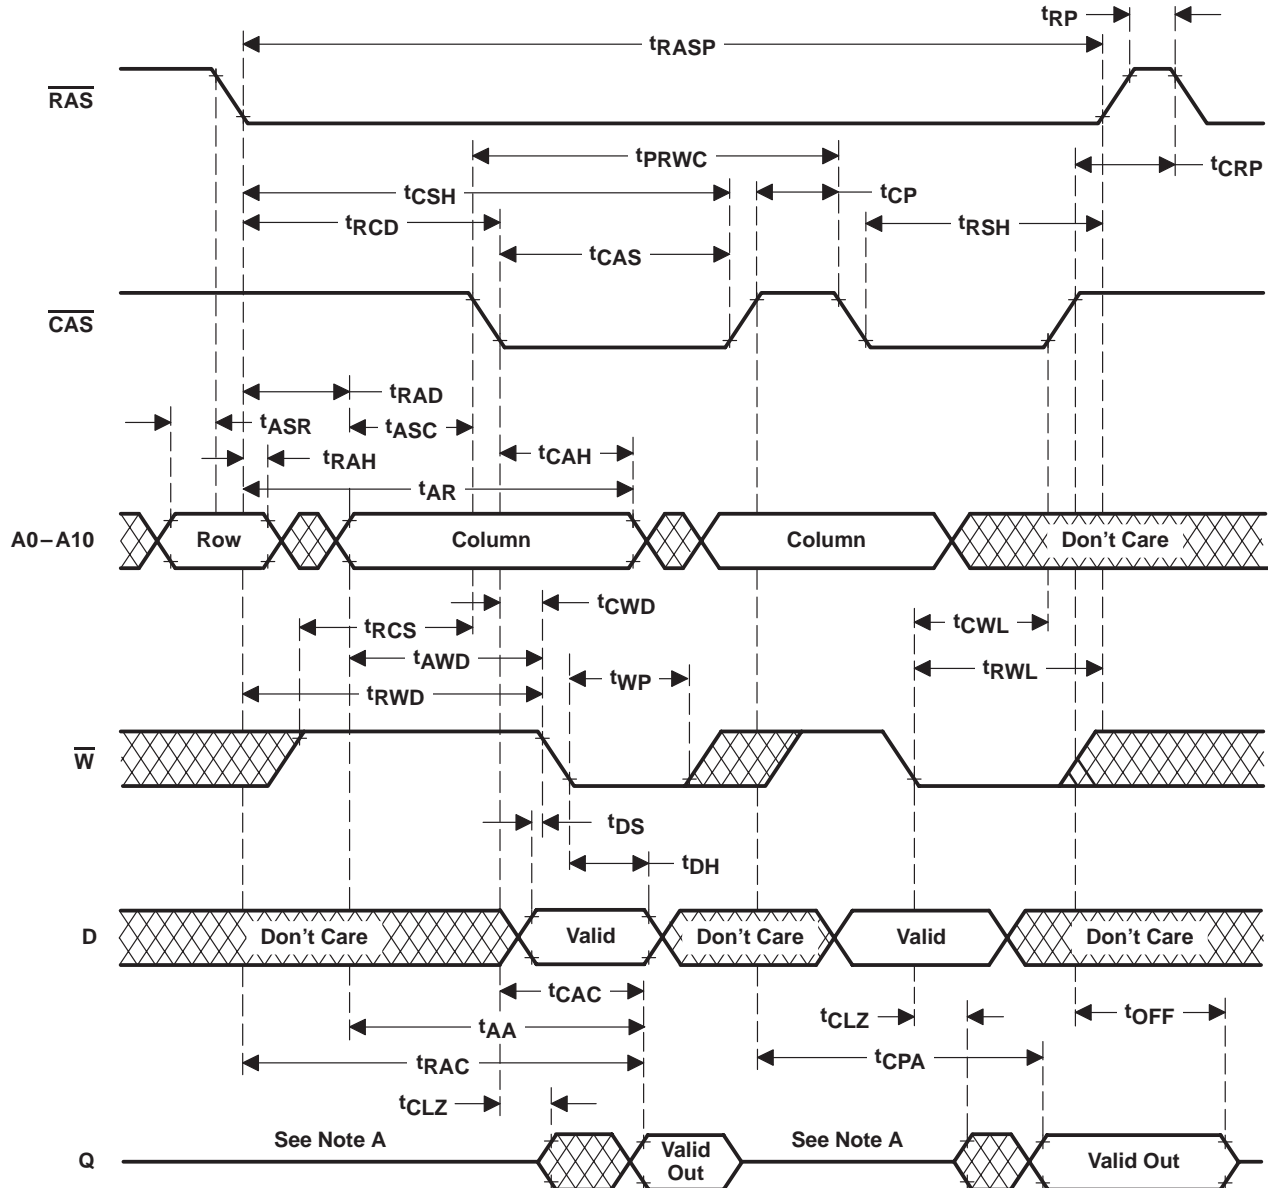 tRP
tRASP
RAS
tPRWC
tCRP
tCSH
tCP
tRCD
tRSH
tCAS
CAS
tRAD
tASR
tASC
tRAH
tCAH
tAR
A0–A10
Row
Column
Column
Don't Care
tCWD
tRCS
tCWL
tAWD
tWP
tRWL
tRWD
W
tDS
tDH
D
Don't Care
Valid
Don't Care
Valid
Don't Care
tCAC
tCLZ
tOFF
tAA
tRAC
tCPA
tCLZ
See Note A
See Note A
Q
Valid
Out
Valid Out